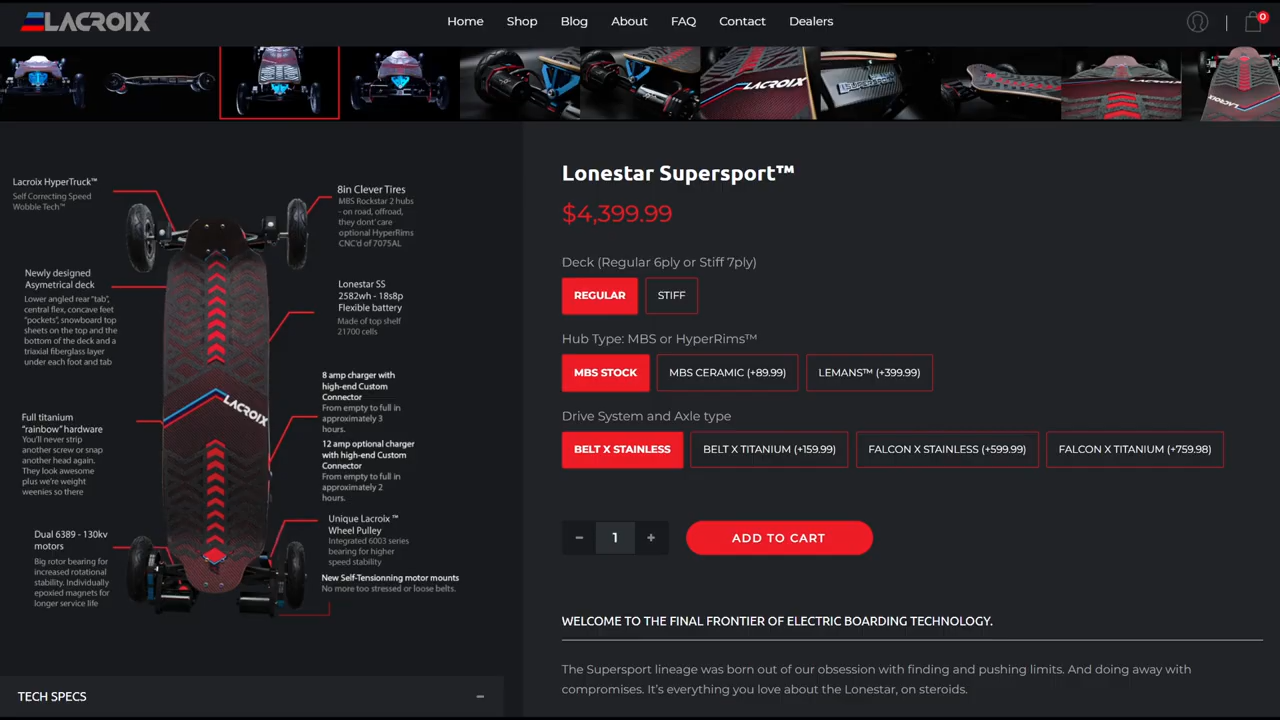 LACROIX
Home Shop Blog About FAQ Contact Dealers
0
LACROIX
Lacroix HyperTruck™
Self Correcting Speed
Wobble Tech™
8in Clever Tires
MBS Rockstar 2 hubs
- on road, offroad,
they dont'care
optional HyperRims
CNC'd of 7075AL
Newly designed
Asymetrical deck
Lower angled rear "tab",
central flex, concave feet
"pockets", snowboard top
sheets on the top and the
bottom of the deck and a
triaxial fiberglass layer
under each foot and tab
Lonestar SS
2582wh - 18s8p
Flexible battery
Made of top shelf
21700 cells
8 amp charger with
high-end Custom
Connector
From empty to full in
approximately 3
hours.
LACROIX
Full titanium
"rainbow" hardware
You'll never strip
another screw or snap
another head again.
They look awesome
plus we're weight
weenies so there
12 amp optional charger
with high-end Custom
Connector
From empty to full in
approximately 2
hours.
Dual 6389 - 130kv
motors
Big rotor bearing for
increased rotational
stability. Individually
epoxied magnets for
longer service life
Unique Lacroix ™
Wheel Pulley
Integrated 6003 series
bearing for higher
speed stability
New Self-Tensionning motor mounts
No more too stressed or loose belts.
TECH SPECS
Lonestar Supersport™
$4,399.99
Deck (Regular 6ply or Stiff 7ply)
REGULAR STIFF
Hub Type: MBS or HyperRims™
MBS STOCK MBS CERAMIC (+89.99) LEMANS™ (+399.99)
Drive System and Axle type
BELT X STAINLESS BELT X TITANIUM (+159.99) FALCON X STAINLESS (+599.99) FALCON X TITANIUM (+759.98)
- 1 +
ADD TO CART
WELCOME TO THE FINAL FRONTIER OF ELECTRIC BOARDING TECHNOLOGY.
The Supersport lineage was born out of our obsession with finding and pushing limits. And doing away with
compromises. It's everything you love about the Lonestar, on steroids.